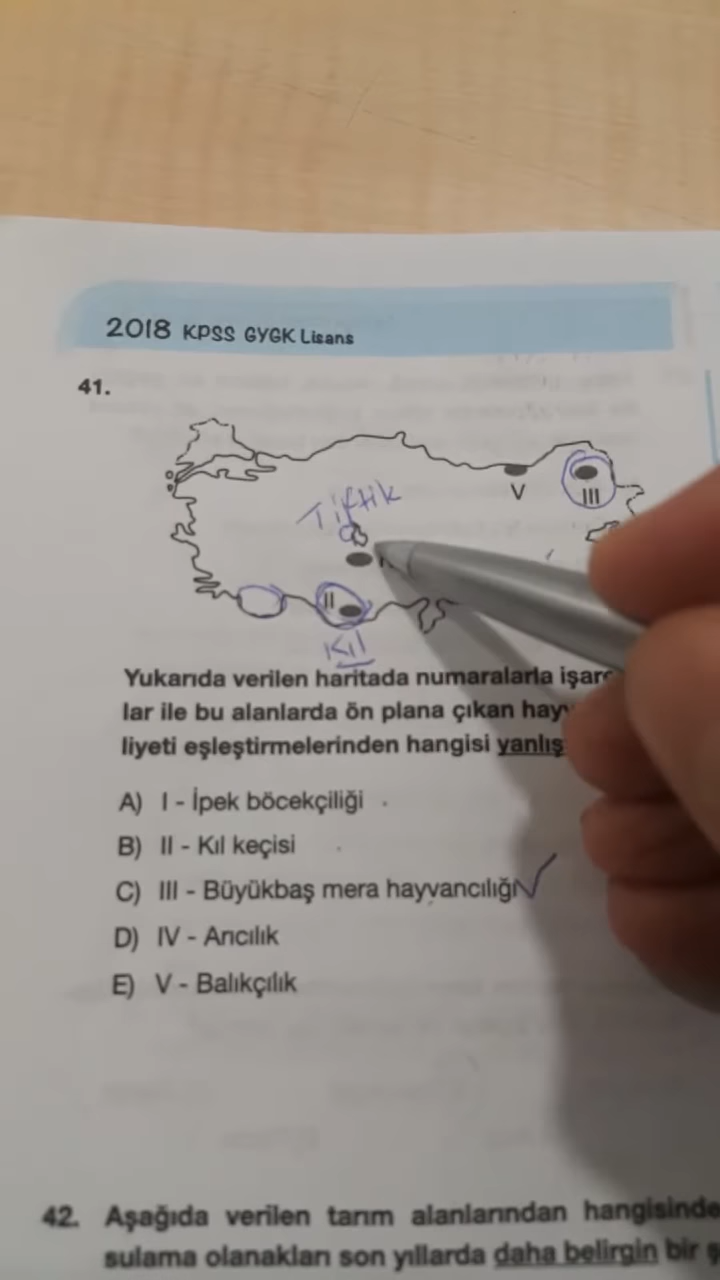 2018 KPSS GYGK Lisans
41.
V
III
Tiftik
II
Kıl
Yukarıda verilen haritada numaralarla
lar ile bu alanlarda ön plana çıkan
liyeti eşleştirmelerinden hangisi yanlış
A) I - İpek böcekçiliği
B) II - Kıl keçisi
C) III - Büyükbaş mera hayvancılığı
D) IV - Arıcılık
E) V - Balıkçılık
42. Aşağıda verilen tarım alanlarından hangisinde
sulama olanakları son yıllarda daha belirgin bir